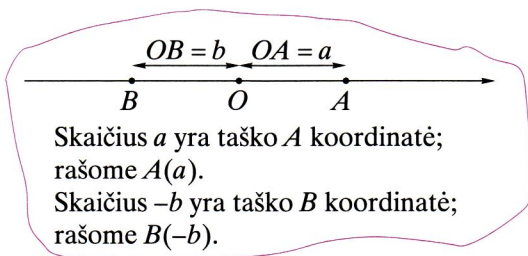 OB = b OA = a
B O A
Skaičius a yra taško A koordinatė;
rašome A(a).
Skaičius –b yra taško B koordinatė;
rašome B(–b).